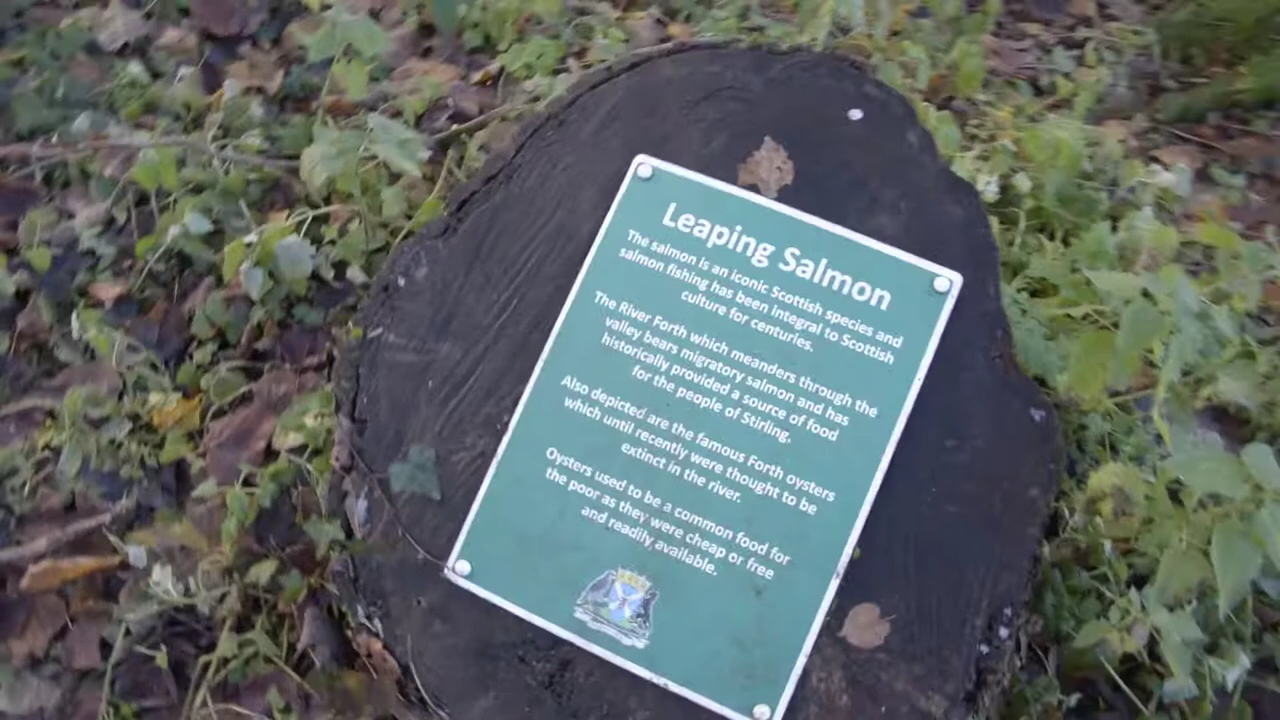 Leaping Salmon
The salmon is an iconic Scottish species and
salmon fishing has been integral to Scottish
culture for centuries.
The River Forth which meanders through the
valley bears migratory salmon and has
historically provided a source of food
for the people of Stirling.
Also depicted are the famous Forth oysters
which until recently were thought to be
extinct in the river.
Oysters used to be a common food for
the poor as they were cheap or free
and readily available.